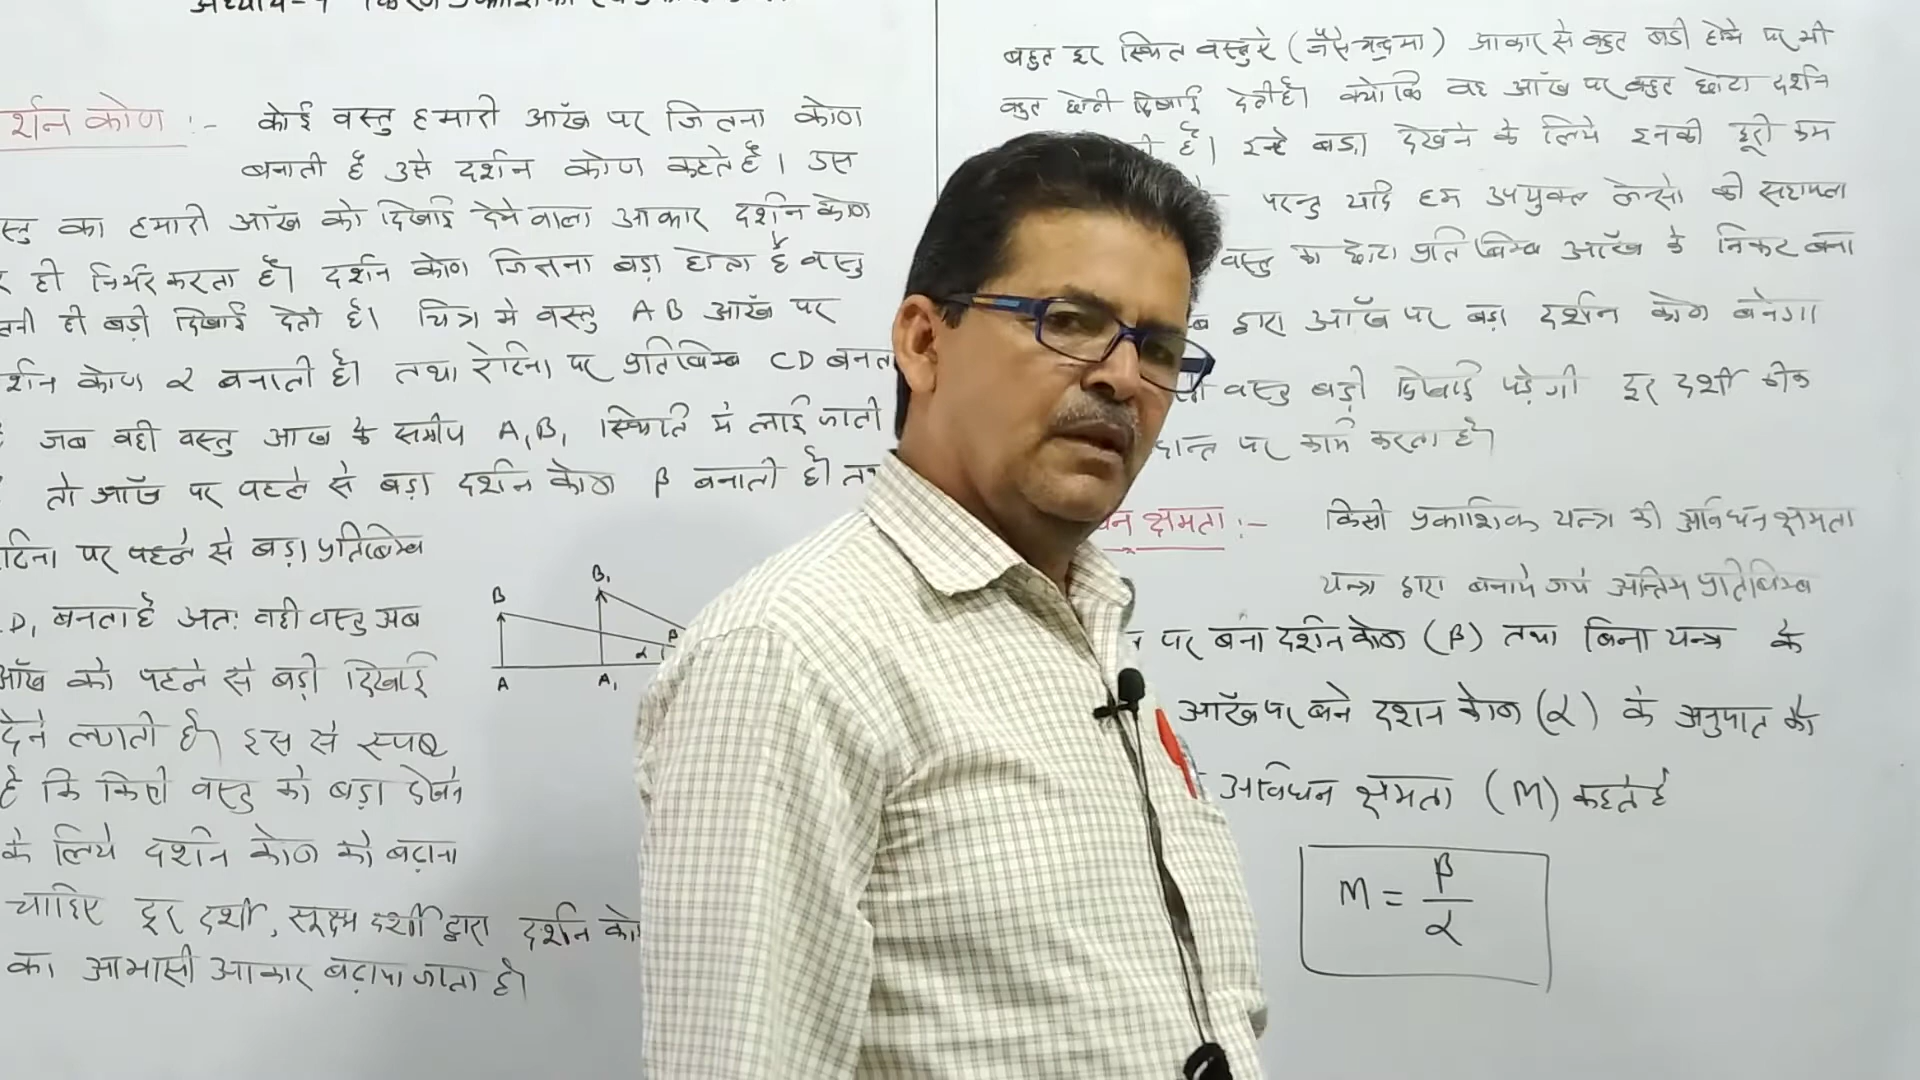 अध्याय-
र्शन कोण :- कोई वस्तु हमारी आँख पर जितना कोण
बनाती है उसे दर्शन कोण कहते है। उस
स्तु का हमारी आँख को दिखाई देने वाला आकार दर्शन कोण
र ही निर्भर करता है। दर्शन कोण जितना बड़ा होता है वस्तु
तनी ही बड़ी दिखाई देती है। चित्र मे वस्तु AB आँख पर
र्शन कोण α बनाती है। तथा रेटिना पर प्रतिबिम्ब CD बनता
है जब वही वस्तु आख के समीप A₁B₁ स्थिति मे लाई जाती
तो आँख पर पहले से बड़ा दर्शन कोण β बनाती है। तथ
टिना पर पहले से बड़ा प्रतिबिम्ब
D₁ बनता है अतः वही वस्तु अब
आँख को पहले से बड़ी दिखाई
देने लगती है। इस से स्पष्ट
है कि किसी वस्तु को बड़ा देखने
के लिये दर्शन कोण को बढ़ाना
चाहिए दूर दर्शी, सूक्ष्म दर्शी द्वारा दर्शन को
का आभासी आकार बढ़ाया जाता है।
B
B₁
β
α
A
A₁
बहुत दूर स्थित वस्तुऐ (जैसे चन्द्रमा) आकार से बहुत बडी होने पर भी
बहुत छोटी दिखाई देती है। क्योकि वह आँख पर बहुत छोटा दर्शन
है। इन्हे बड़ा देखने के लिये इनकी दूरी कम
परन्तु यदि हम उपयुक्त लेन्सो की सहायता
वस्तु का छोटा प्रतिबिम्ब आँख के निकट बना
द्वारा आँख पर बड़ा दर्शन कोण बनेगा
वस्तु बड़ी दिखाई पड़ेगी दूर दर्शी ठीक
पर कार्य करता है।
क्षमता :- किसी प्रकाशिक यन्त्र की आवर्धन क्षमता
यन्त्र द्वारा बनाये गये अन्तिम प्रतिबिम्ब
पर बना दर्शन कोण (β) तथा बिना यन्त्र के
आँख पर बने दर्शन कोण (α) के अनुपात को
आवर्धन क्षमता (M) कहते है
M = β/α